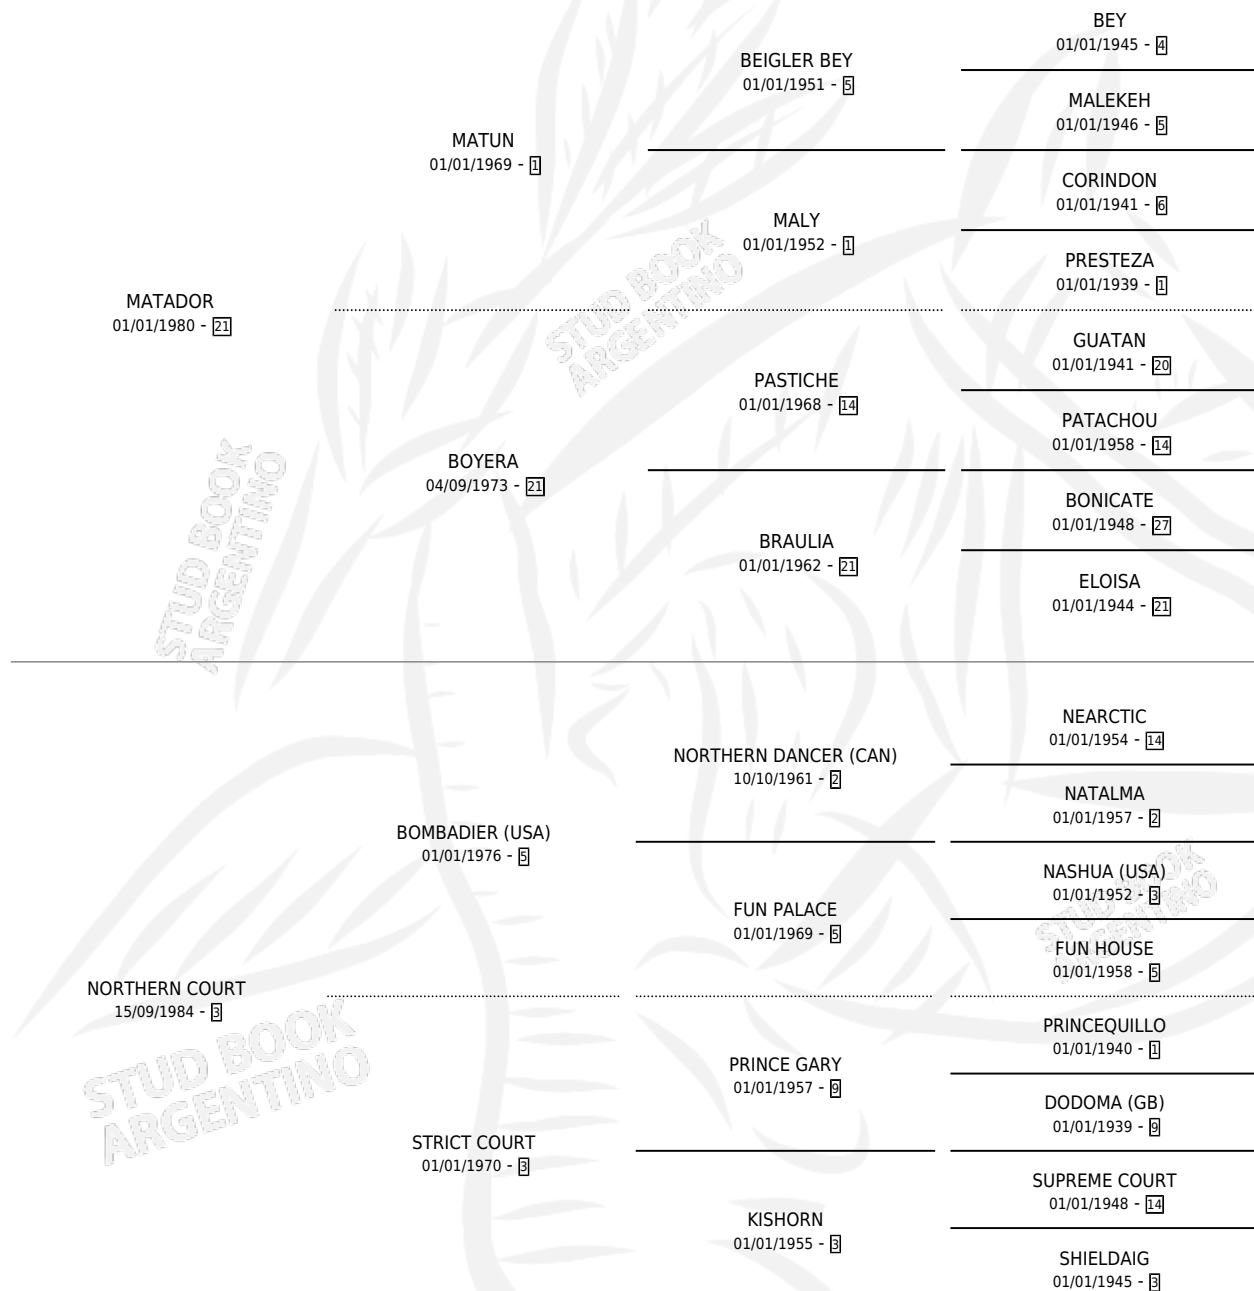 BEY
01/01/1945 - 4
BEIGLER BEY
01/01/1951 - 5
MALEKEH
01/01/1946 - 5
MATUN
01/01/1969 - 1
CORINDON
01/01/1941 - 6
MALY
01/01/1952 - 1
PRESTEZA
01/01/1939 - 1
MATADOR
01/01/1980 - 21
GUATAN
01/01/1941 - 20
PASTICHE
01/01/1968 - 14
PATACHOU
01/01/1958 - 14
BOYERA
04/09/1973 - 21
BONICATE
01/01/1948 - 27
BRAULIA
01/01/1962 - 21
ELOISA
01/01/1944 - 21
NEARCTIC
01/01/1954 - 14
NORTHERN DANCER (CAN)
10/10/1961 - 2
NATALMA
01/01/1957 - 2
BOMBADIER (USA)
01/01/1976 - 5
NASHUA (USA)
01/01/1952 - 3
FUN PALACE
01/01/1969 - 5
FUN HOUSE
01/01/1958 - 5
NORTHERN COURT
15/09/1984 - 3
PRINCEQUILLO
01/01/1940 - 1
PRINCE GARY
01/01/1957 - 9
DODOMA (GB)
01/01/1939 - 9
STRICT COURT
01/01/1970 - 3
SUPREME COURT
01/01/1948 - 14
KISHORN
01/01/1955 - 3
SHIELDAIG
01/01/1945 - 3
STUD BOOK
ARGENTINO
STUD BOOK
ARGENTINO
STUD BOOK
ARGENTINO
STUD BOOK
ARGENTINO